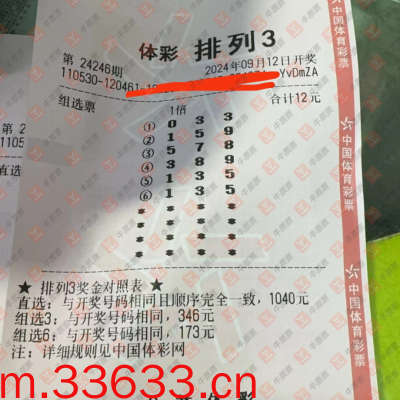 体彩 排列3
第 24246期 2024年09月12日开奖
110530-120461-1 YvDmZA
组选票 1倍 合计12元
① 0 3 3
② 1 5 9
③ 5 7 8
④ 3 8 9
⑤ 1 8 5
⑥ 1 3 5
* * *
* * *
* * *
* * *
★ 排列3奖金对照表 ★
直选：与开奖号码相同且顺序完全一致，1040元
组选3：与开奖号码相同，346元
组选6：与开奖号码相同，173元
注：详细规则见中国体彩网
第 2
1105
直选
中国体育彩票
中国体育彩票
中国体育彩票
m.33633.cn